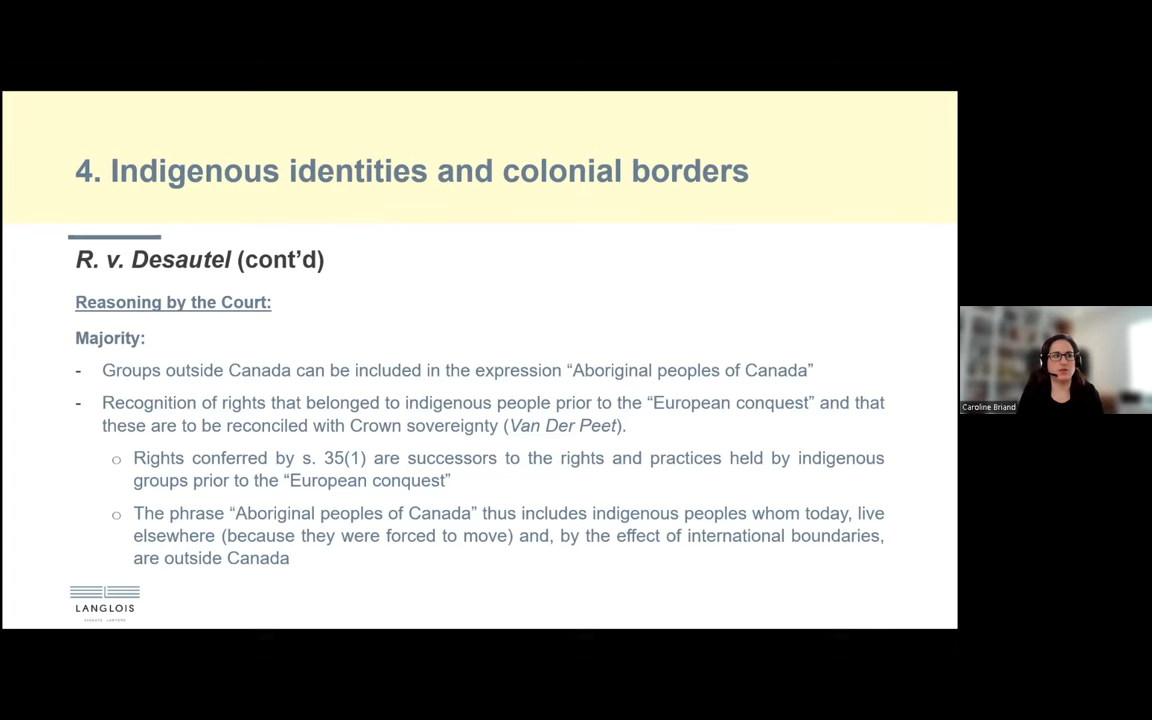 4. Indigenous identities and colonial borders
R. v. Desautel (cont’d)
Reasoning by the Court:
Majority:
- Groups outside Canada can be included in the expression “Aboriginal peoples of Canada”
- Recognition of rights that belonged to indigenous people prior to the “European conquest” and that
these are to be reconciled with Crown sovereignty (Van Der Peet).
o Rights conferred by s. 35(1) are successors to the rights and practices held by indigenous
groups prior to the “European conquest”
o The phrase “Aboriginal peoples of Canada” thus includes indigenous peoples whom today, live
elsewhere (because they were forced to move) and, by the effect of international boundaries,
are outside Canada
LANGLOIS
Caroline Briand